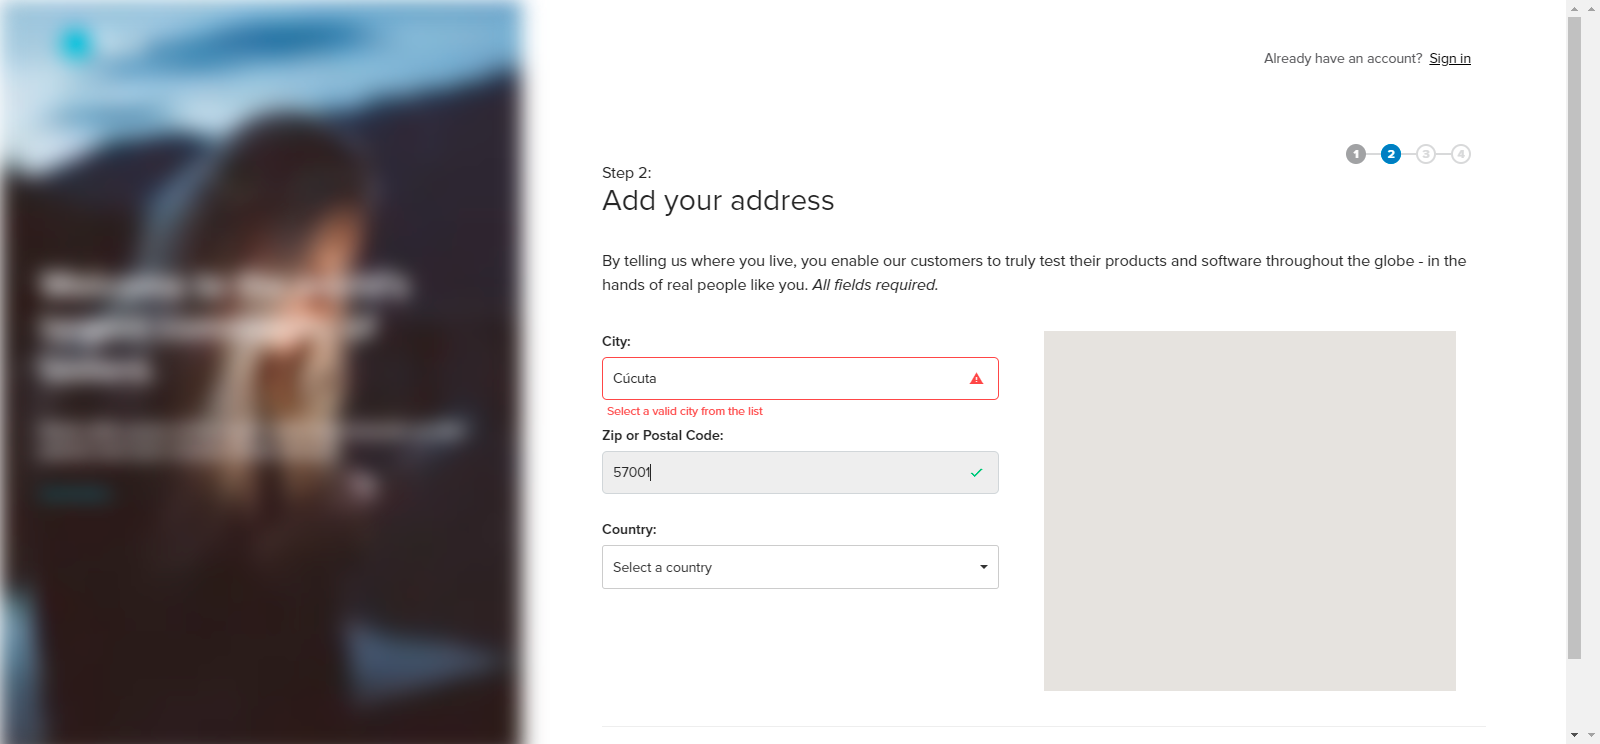 Already have an account? Sign in
1 2 3 4
Step 2:
Add your address
By telling us where you live, you enable our customers to truly test their products and software throughout the globe - in the
hands of real people like you. All fields required.
City:
Cúcuta
Select a valid city from the list
Zip or Postal Code:
57001
Country:
Select a country